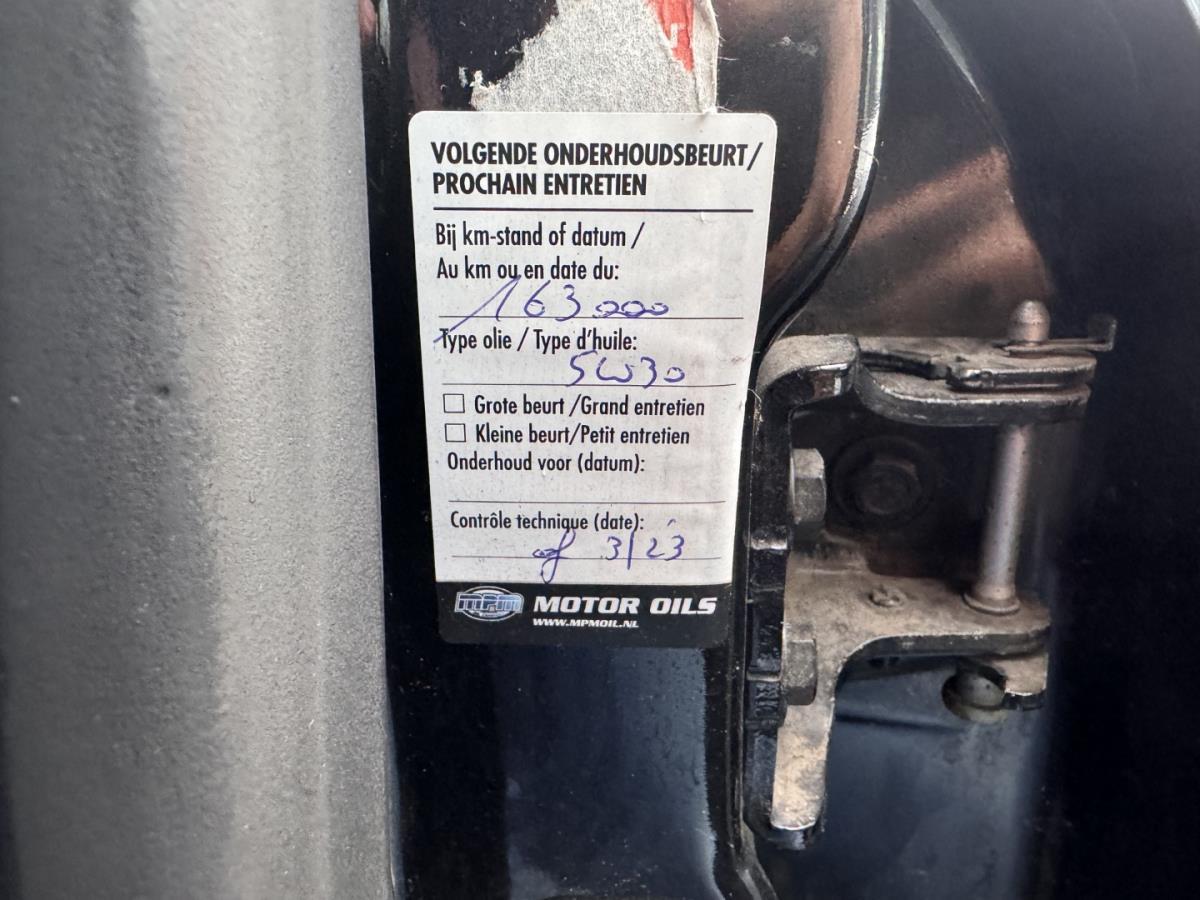 VOLGENDE ONDERHOUDSBEURT/
PROCHAIN ENTRETIEN
Bij km-stand of datum /
Au km ou en date du:
163000
Type olie / Type d'huile:
5W30
Grote beurt /Grand entretien
Kleine beurt/Petit entretien
Onderhoud voor (datum):
Contrôle technique (date):
3/23
MPM MOTOR OILS
WWW.MPMOIL.NL